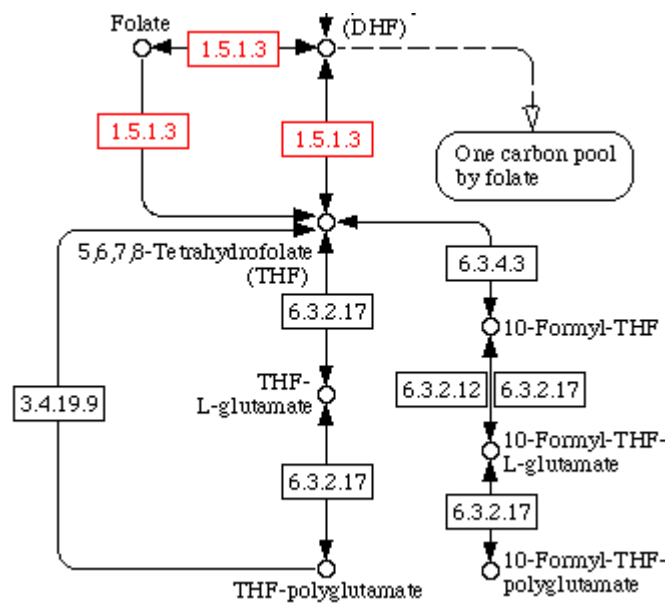 Folate
(DHF)
1.5.1.3
1.5.1.3
1.5.1.3
One carbon pool
by folate
5,6,7,8-Tetrahydrofolate
(THF)
6.3.4.3
6.3.2.17
10-Formyl-THF
THF-
L-glutamate
3.4.19.9
6.3.2.12
6.3.2.17
10-Formyl-THF-
L-glutamate
6.3.2.17
6.3.2.17
THF-polyglutamate
10-Formyl-THF-
polyglutamate